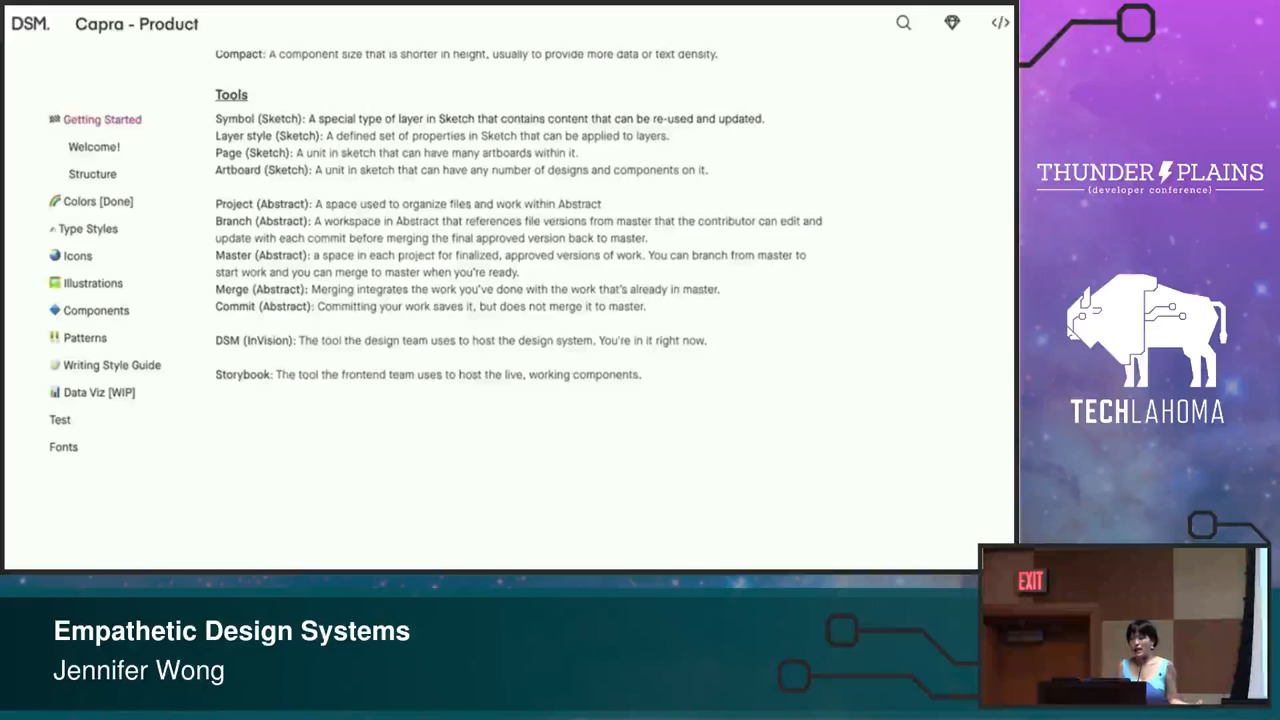 DSM.
Capra - Product
</>
Compact: A component size that is shorter in height, usually to provide more data or text density.
Tools
Symbol (Sketch): A special type of layer in Sketch that contains content that can be re-used and updated.
Layer style (Sketch): A defined set of properties in Sketch that can be applied to layers.
Page (Sketch): A unit in sketch that can have many artboards within it.
Artboard (Sketch): A unit in sketch that can have any number of designs and components on it.
Project (Abstract): A space used to organize files and work within Abstract
Branch (Abstract): A workspace in Abstract that references file versions from master that the contributor can edit and
update with each commit before merging the final approved version back to master.
Master (Abstract): a space in each project for finalized, approved versions of work. You can branch from master to
start work and you can merge to master when you're ready.
Merge (Abstract): Merging integrates the work you've done with the work that's already in master.
Commit (Abstract): Committing your work saves it, but does not merge it to master.
DSM (InVision): The tool the design team uses to host the design system. You're in it right now.
Storybook: The tool the frontend team uses to host the live, working components.
Getting Started
Welcome!
Structure
Colors [Done]
Type Styles
Icons
Illustrations
Components
Patterns
Writing Style Guide
Data Viz [WIP]
Test
Fonts
THUNDER PLAINS
{developer conference}
TECHLAHOMA
EXIT
Empathetic Design Systems
Jennifer Wong